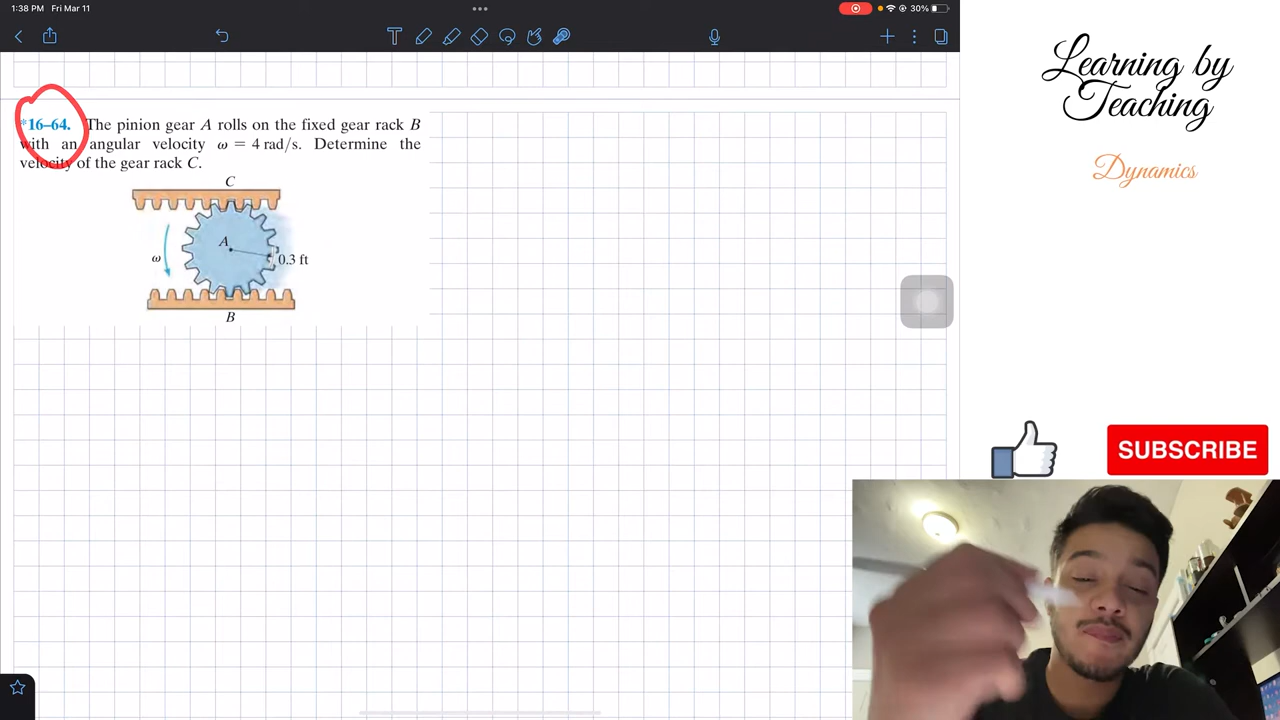 1:38 PM Fri Mar 11
30%
Learning by
Teaching
Dynamics
*16–64. The pinion gear A rolls on the fixed gear rack B
with an angular velocity ω = 4 rad/s. Determine the
velocity of the gear rack C.
C
A
ω
0.3 ft
B
SUBSCRIBE